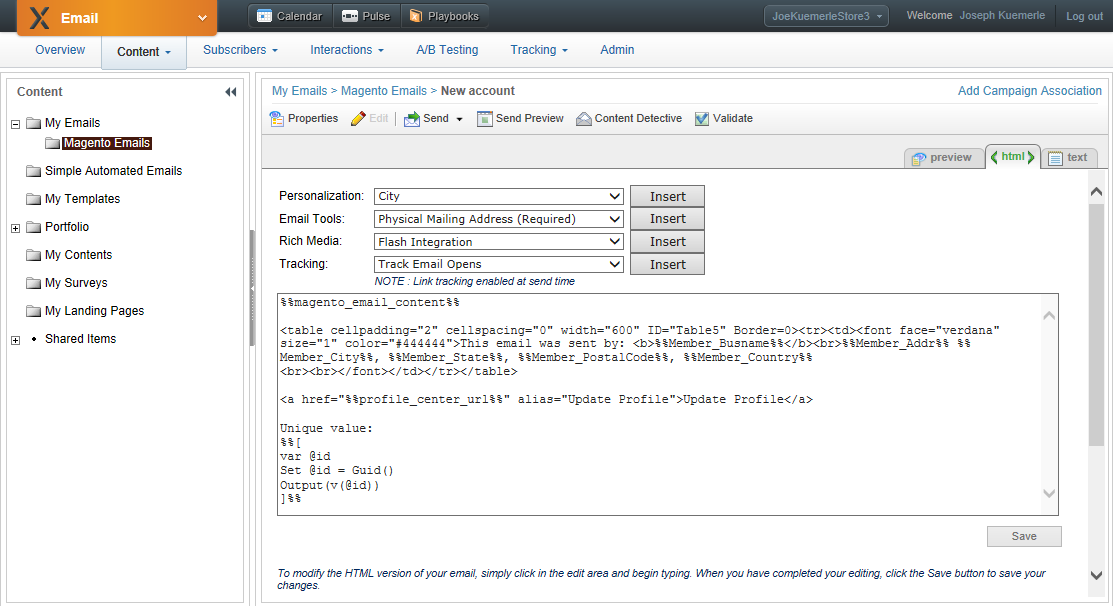 X Email
Calendar Pulse Playbooks
JoeKuemerleStore3 Welcome Joseph Kuemerle Log out
Overview Content Subscribers Interactions A/B Testing Tracking Admin
Content
My Emails
Magento Emails
Simple Automated Emails
My Templates
Portfolio
My Contents
My Surveys
My Landing Pages
Shared Items
My Emails > Magento Emails > New account
Add Campaign Association
Properties Edit Send Send Preview Content Detective Validate
preview html text
Personalization: City Insert
Email Tools: Physical Mailing Address (Required) Insert
Rich Media: Flash Integration Insert
Tracking: Track Email Opens Insert
NOTE : Link tracking enabled at send time
%%magento_email_content%%
<table cellpadding="2" cellspacing="0" width="600" ID="Table5" Border=0><tr><td><font face="verdana"
size="1" color="#444444">This email was sent by: <b>%%Member_Busname%%</b><br>%%Member_Addr%% %%
Member_City%%, %%Member_State%%, %%Member_PostalCode%%, %%Member_Country%%
<br><br></font></td></tr></table>
<a href="%%profile_center_url%%" alias="Update Profile">Update Profile</a>
Unique value:
%%[
var @id
Set @id = Guid()
Output(v(@id))
]%%
Save
To modify the HTML version of your email, simply click in the edit area and begin typing. When you have completed your editing, click the Save button to save your
changes.